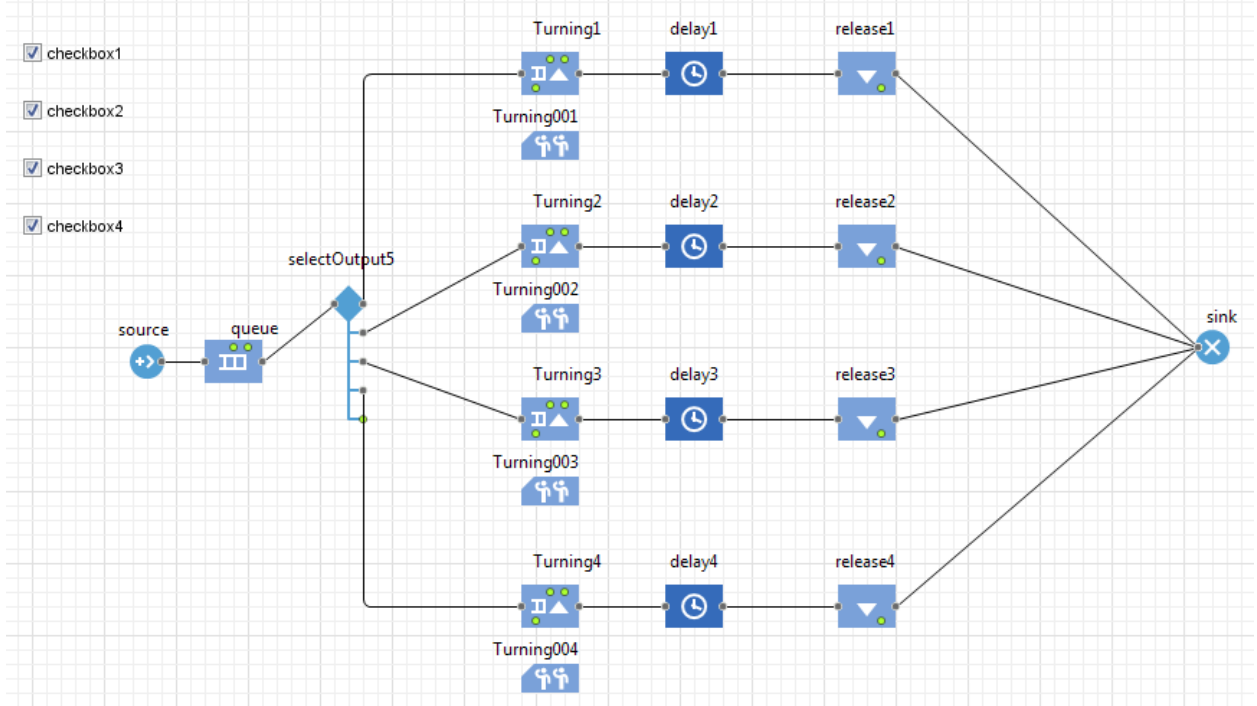 checkbox1
checkbox2
checkbox3
checkbox4
source
queue
selectOutput5
Turning1
delay1
release1
Turning001
Turning2
delay2
release2
Turning002
Turning3
delay3
release3
Turning003
Turning4
delay4
release4
Turning004
sink